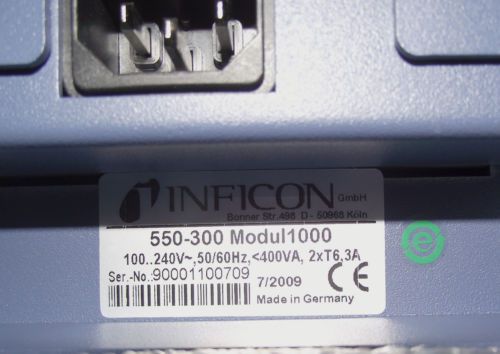 INFICON GmbH
Bonner Str.498 D - 50968 Köln
550-300 Modul1000
100..240V~,50/60Hz,<400VA, 2xT6,3A
Ser.-No.:90001100709 7/2009 CE
Made in Germany
e